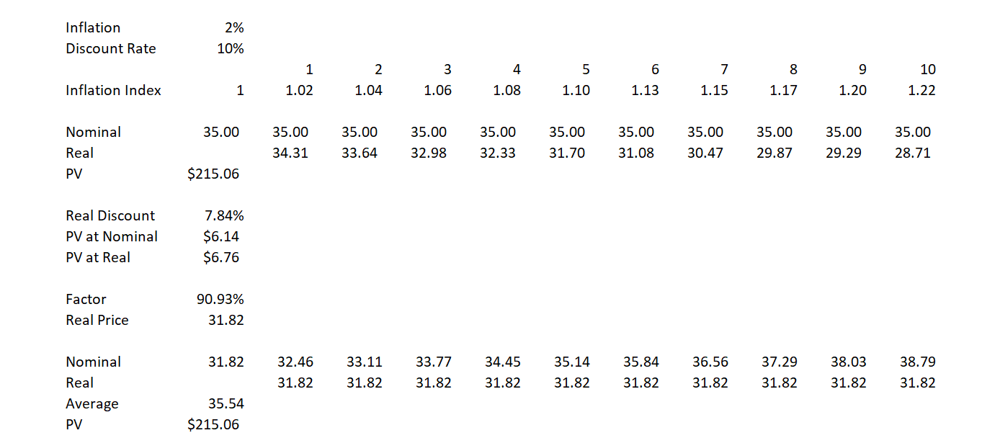 Inflation 2%
Discount Rate 10%
1 2 3 4 5 6 7 8 9 10
Inflation Index 1 1.02 1.04 1.06 1.08 1.10 1.13 1.15 1.17 1.20 1.22
Nominal 35.00 35.00 35.00 35.00 35.00 35.00 35.00 35.00 35.00 35.00 35.00
Real 34.31 33.64 32.98 32.33 31.70 31.08 30.47 29.87 29.29 28.71
PV $215.06
Real Discount 7.84%
PV at Nominal $6.14
PV at Real $6.76
Factor 90.93%
Real Price 31.82
Nominal 31.82 32.46 33.11 33.77 34.45 35.14 35.84 36.56 37.29 38.03 38.79
Real 31.82 31.82 31.82 31.82 31.82 31.82 31.82 31.82 31.82 31.82
Average 35.54
PV $215.06